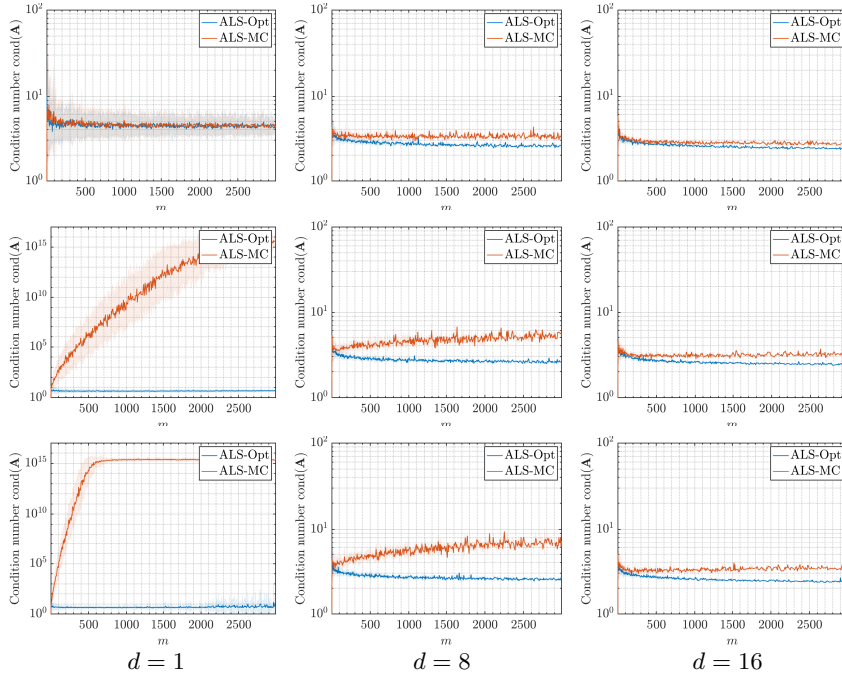 10^2
10^1
10^0
Condition number cond(A)
ALS-Opt
ALS-MC
500 1000 1500 2000 2500
m
10^2
10^1
10^0
Condition number cond(A)
ALS-Opt
ALS-MC
500 1000 1500 2000 2500
m
10^2
10^1
10^0
Condition number cond(A)
ALS-Opt
ALS-MC
500 1000 1500 2000 2500
m
10^15
10^10
10^5
10^0
Condition number cond(A)
ALS-Opt
ALS-MC
500 1000 1500 2000 2500
m
10^2
10^1
10^0
Condition number cond(A)
ALS-Opt
ALS-MC
500 1000 1500 2000 2500
m
10^2
10^1
10^0
Condition number cond(A)
ALS-Opt
ALS-MC
500 1000 1500 2000 2500
m
10^15
10^10
10^5
10^0
Condition number cond(A)
ALS-Opt
ALS-MC
500 1000 1500 2000 2500
m
10^2
10^1
10^0
Condition number cond(A)
ALS-Opt
ALS-MC
500 1000 1500 2000 2500
m
10^2
10^1
10^0
Condition number cond(A)
ALS-Opt
ALS-MC
500 1000 1500 2000 2500
m
d = 1
d = 8
d = 16